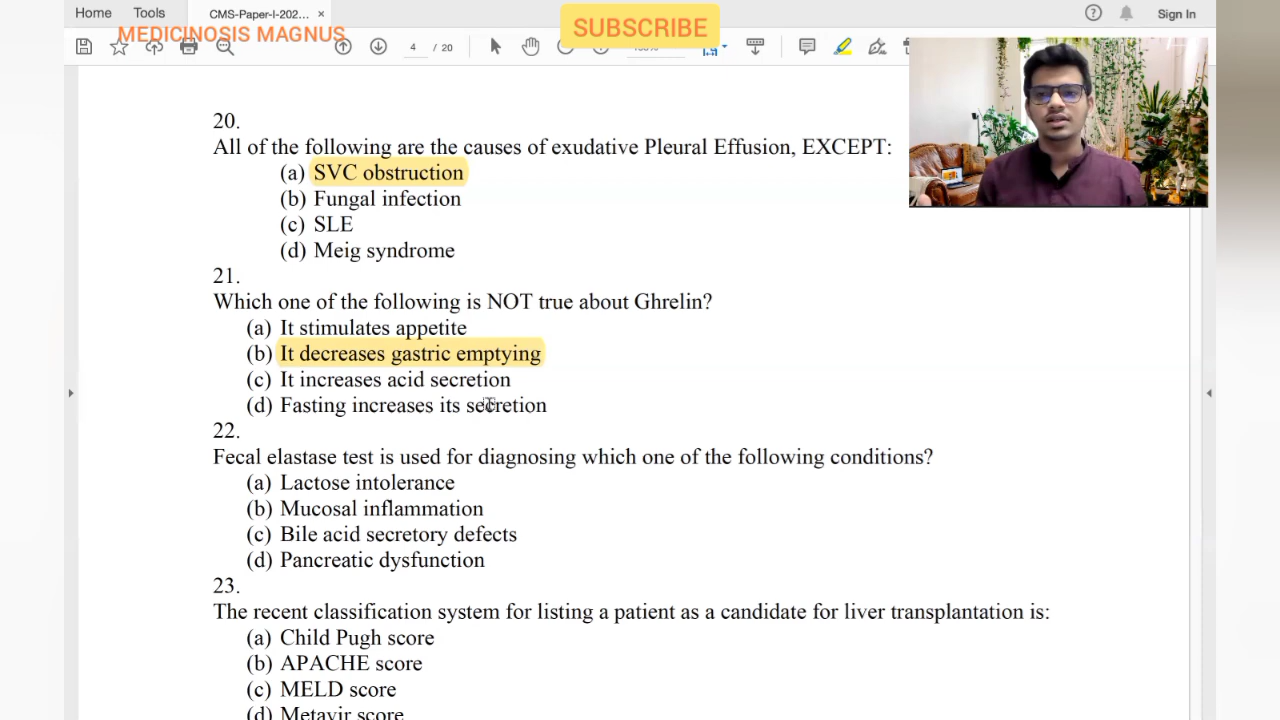 Home Tools CMS-Paper-I-202... × Sign In
MEDICINOSIS MAGNUS
SUBSCRIBE
4 / 20
20.
All of the following are the causes of exudative Pleural Effusion, EXCEPT:
(a) SVC obstruction
(b) Fungal infection
(c) SLE
(d) Meig syndrome
21.
Which one of the following is NOT true about Ghrelin?
(a) It stimulates appetite
(b) It decreases gastric emptying
(c) It increases acid secretion
(d) Fasting increases its secretion
22.
Fecal elastase test is used for diagnosing which one of the following conditions?
(a) Lactose intolerance
(b) Mucosal inflammation
(c) Bile acid secretory defects
(d) Pancreatic dysfunction
23.
The recent classification system for listing a patient as a candidate for liver transplantation is:
(a) Child Pugh score
(b) APACHE score
(c) MELD score
(d) Metavir score